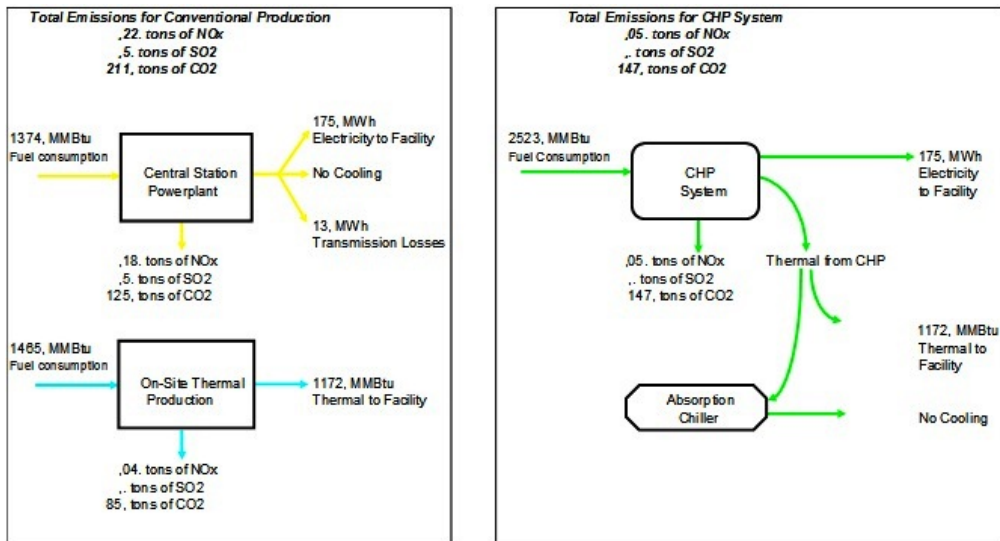 Total Emissions for Conventional Production
,22. tons of NOx
,5. tons of SO2
211, tons of CO2
1374, MMBtu
Fuel consumption
Central Station
Powerplant
175, MWh
Electricity to Facility
No Cooling
13, MWh
Transmission Losses
,18. tons of NOx
,5. tons of SO2
125, tons of CO2
1465, MMBtu
Fuel consumption
On-Site Thermal
Production
1172, MMBtu
Thermal to Facility
,04. tons of NOx
,. tons of SO2
85, tons of CO2
Total Emissions for CHP System
,05. tons of NOx
,. tons of SO2
147, tons of CO2
2523, MMBtu
Fuel Consumption
CHP
System
175, MWh
Electricity
to Facility
,05. tons of NOx
,. tons of SO2
147, tons of CO2
Thermal from CHP
1172, MMBtu
Thermal to
Facility
Absorption
Chiller
No Cooling